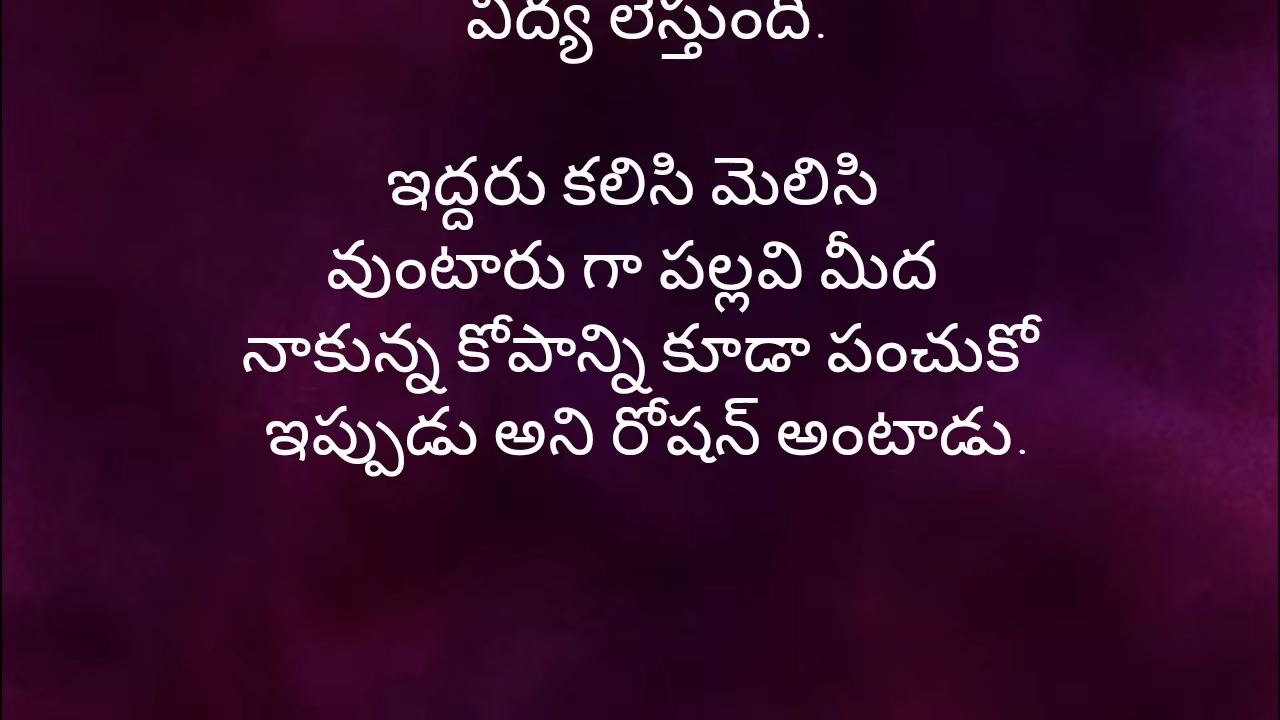 విద్య లేస్తుంది.
ఇద్దరు కలిసి మెలిసి
వుంటారు గా పల్లవి మీద
నాకున్న కోపాన్ని కూడా పంచుకో
ఇప్పుడు అని రోషన్ అంటాడు.